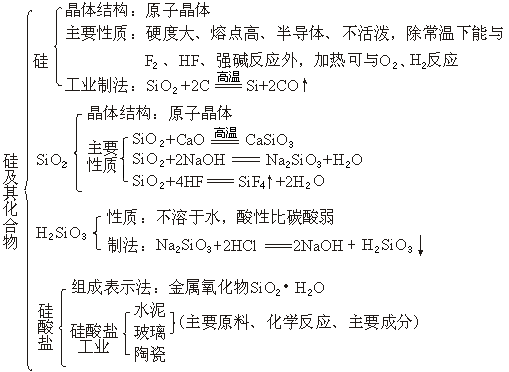 硅及其化合物
硅
晶体结构：原子晶体
主要性质：硬度大、熔点高、半导体、不活泼，除常温下能与
F₂、HF、强碱反应外，加热可与O₂、H₂反应
工业制法：SiO₂+2C 高温 Si+2CO↑
SiO₂
晶体结构：原子晶体
主要性质
SiO₂+CaO 高温 CaSiO₃
SiO₂+2NaOH ══ Na₂SiO₃+H₂O
SiO₂+4HF ══ SiF₄↑+2H₂O
H₂SiO₃
性质：不溶于水，酸性比碳酸弱
制法：Na₂SiO₃+2HCl ══2NaOH + H₂SiO₃↓
硅酸盐
组成表示法：金属氧化物SiO₂·H₂O
硅酸盐工业
水泥
玻璃
陶瓷
(主要原料、化学反应、主要成分)